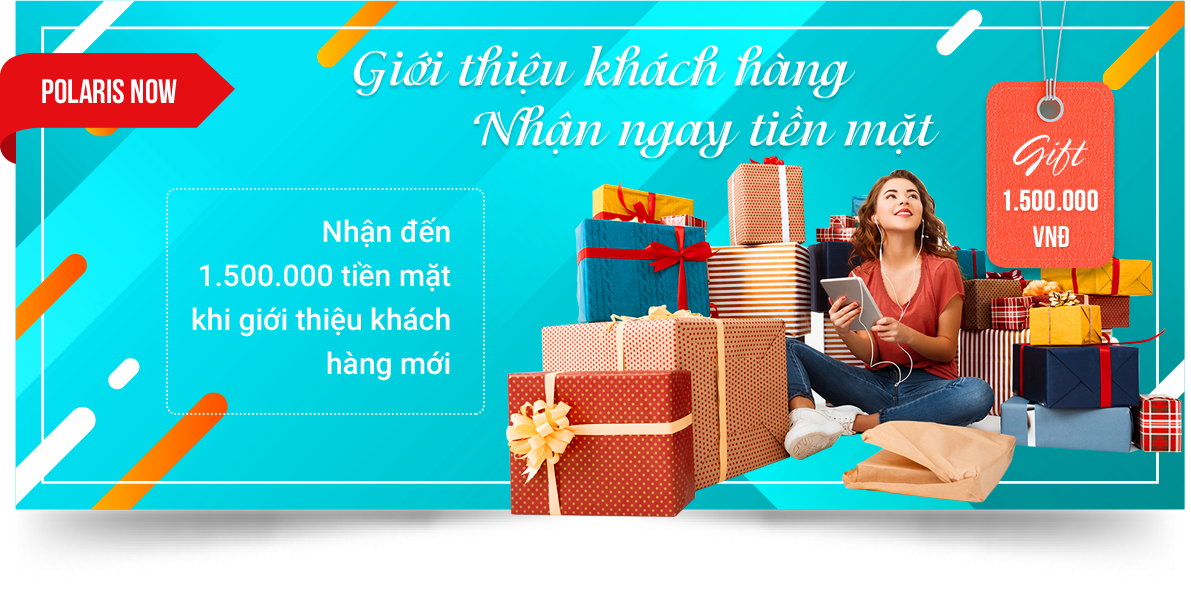 POLARIS NOW
Giới thiệu khách hàng
Nhận ngay tiền mặt
Gift
1.500.000
VNĐ
Nhận đến
1.500.000 tiền mặt
khi giới thiệu khách
hàng mới